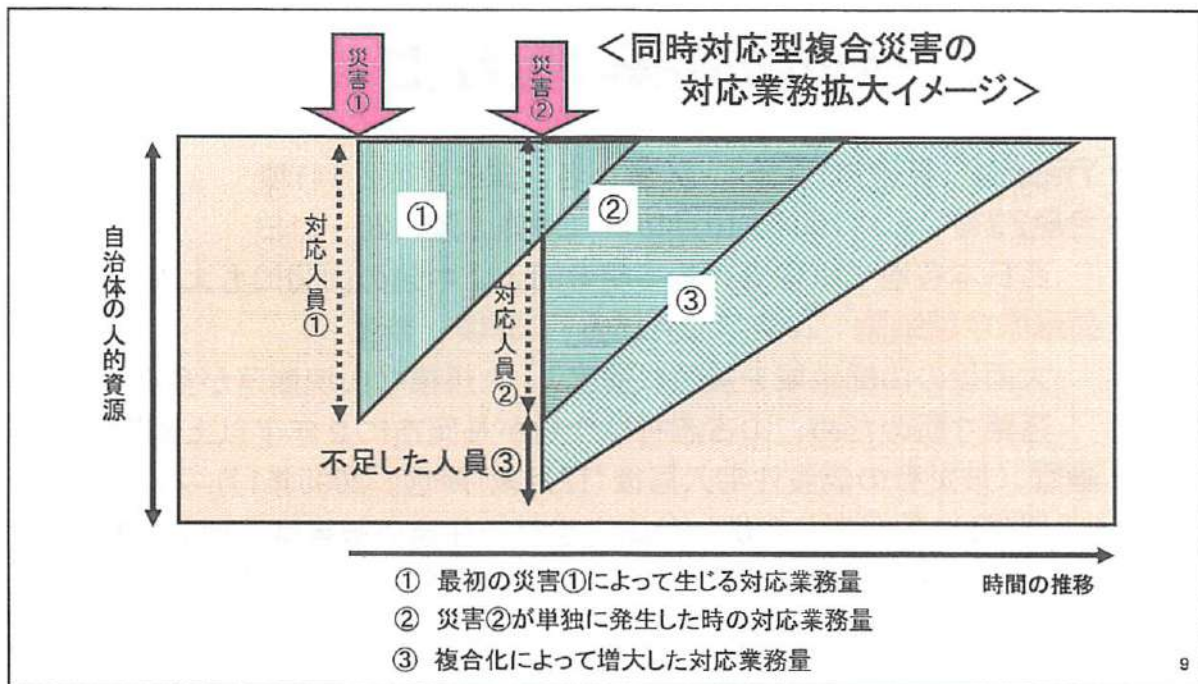 <同時対応型複合災害の
対応業務拡大イメージ>
災害①
災害②
自治体の人的資源
対応人員①
対応人員②
①
②
③
不足した人員③
時間の推移
① 最初の災害①によって生じる対応業務量
② 災害②が単独に発生した時の対応業務量
③ 複合化によって増大した対応業務量
9